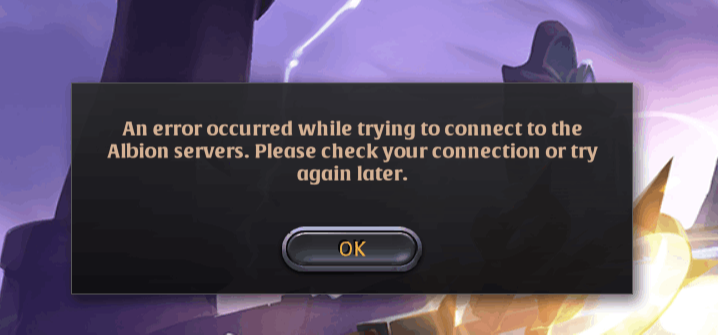 An error occurred while trying to connect to the
Albion servers. Please check your connection or try
again later.
OK